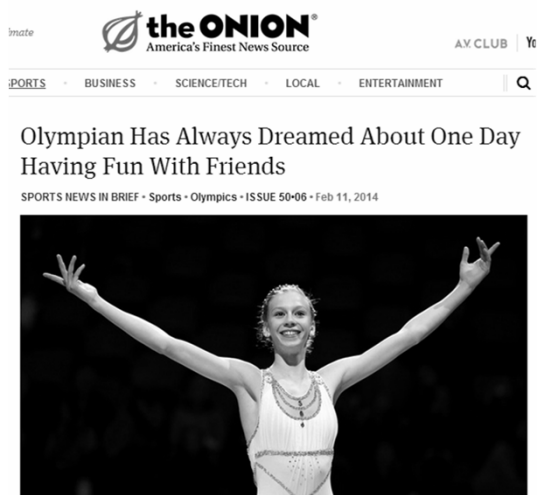 the ONION®
America's Finest News Source
A.V. CLUB
SPORTS • BUSINESS • SCIENCE/TECH • LOCAL • ENTERTAINMENT
Olympian Has Always Dreamed About One Day
Having Fun With Friends
SPORTS NEWS IN BRIEF • Sports • Olympics • ISSUE 50•06 • Feb 11, 2014